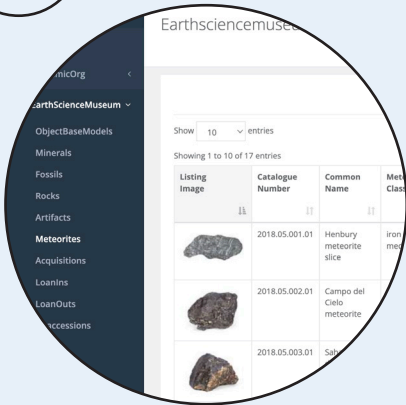 Earthsciencemuse
micOrg
EarthScienceMuseum
ObjectBaseModels
Minerals
Fossils
Rocks
Artifacts
Meteorites
Acquisitions
LoanIns
LoanOuts
Show 10 entries
Showing 1 to 10 of 17 entries
Listing Image
Catalogue Number
Common Name
2018.05.001.01
Henbury meteorite slice
iron
2018.05.002.01
Campo del Cielo meteorite
2018.05.003.01